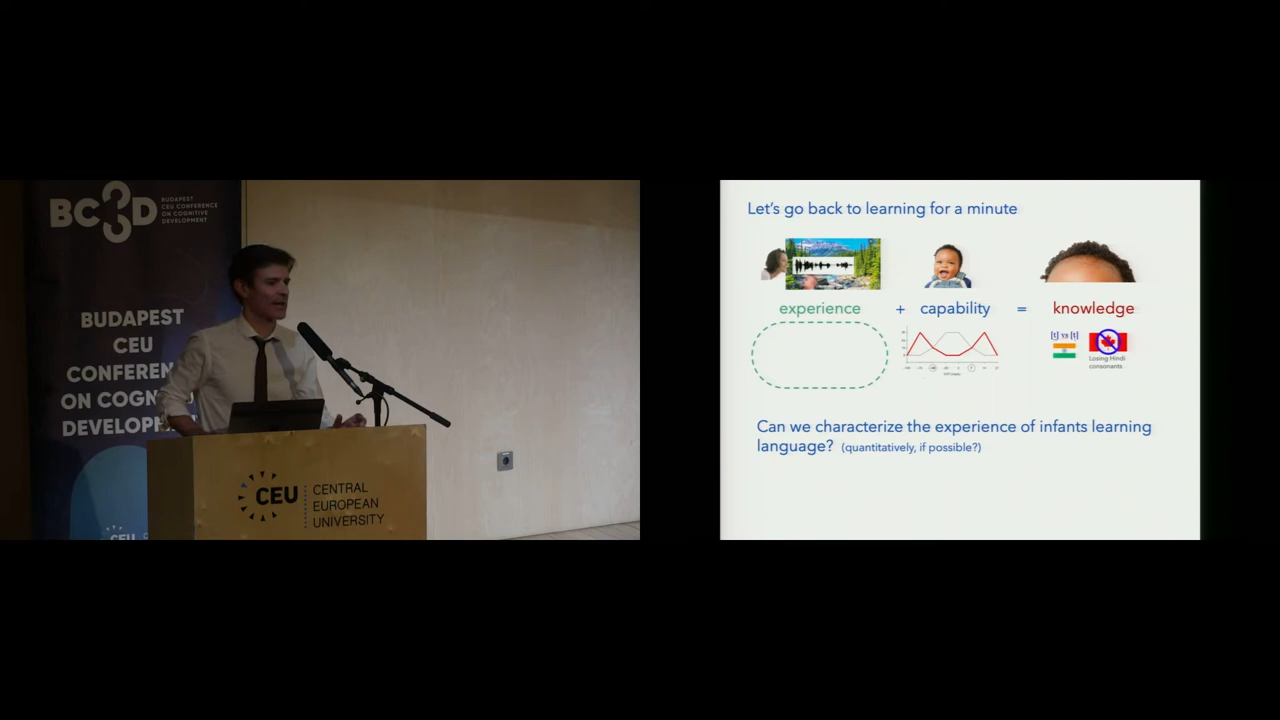 BC3D
BUDAPEST
CEU CONFERENCE
ON COGNITIVE
DEVELOPMENT
BUDAPEST
CEU
CONFEREN
ON COGN
DEVELOP
CEU
CEU
CENTRAL
EUROPEAN
UNIVERSITY
Let's go back to learning for a minute
experience + capability = knowledge
Losing Hindi
consonants
Can we characterize the experience of infants learning
language? (quantitatively, if possible?)